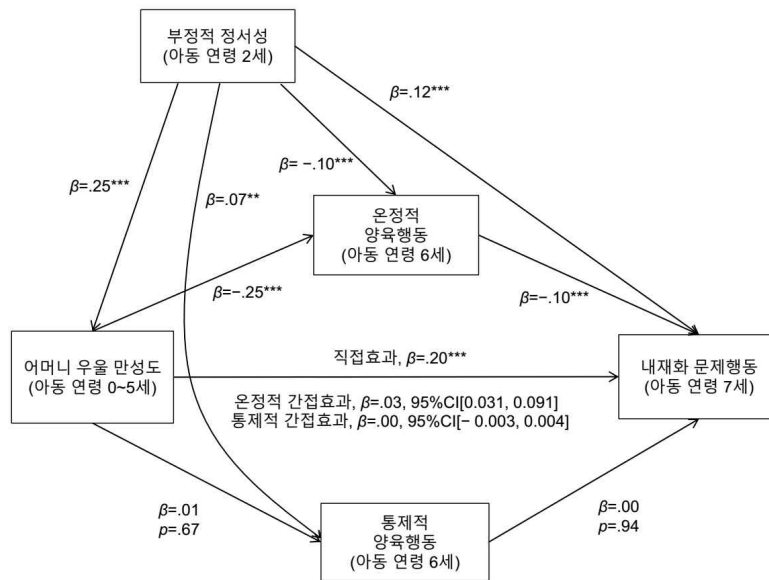 부정적 정서성
(아동 연령 2세)
β=.12***
β=.25***
β=.07**
β= −.10***
온정적
양육행동
(아동 연령 6세)
β=−.25***
β=−.10***
어머니 우울 만성도
(아동 연령 0~5세)
직접효과, β=.20***
내재화 문제행동
(아동 연령 7세)
온정적 간접효과, β=.03, 95%CI[0.031, 0.091]
통제적 간접효과, β=.00, 95%CI[− 0.003, 0.004]
β=.01
p=.67
통제적
양육행동
(아동 연령 6세)
β=.00
p=.94